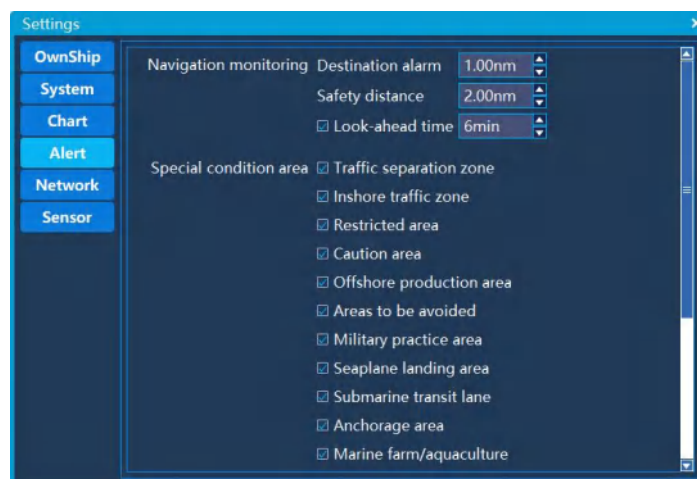 Settings
OwnShip
System
Chart
Alert
Network
Sensor
Navigation monitoring Destination alarm 1.00nm
Safety distance 2.00nm
Look-ahead time 6min
Special condition area Traffic separation zone
Inshore traffic zone
Restricted area
Caution area
Offshore production area
Areas to be avoided
Military practice area
Seaplane landing area
Submarine transit lane
Anchorage area
Marine farm/aquaculture